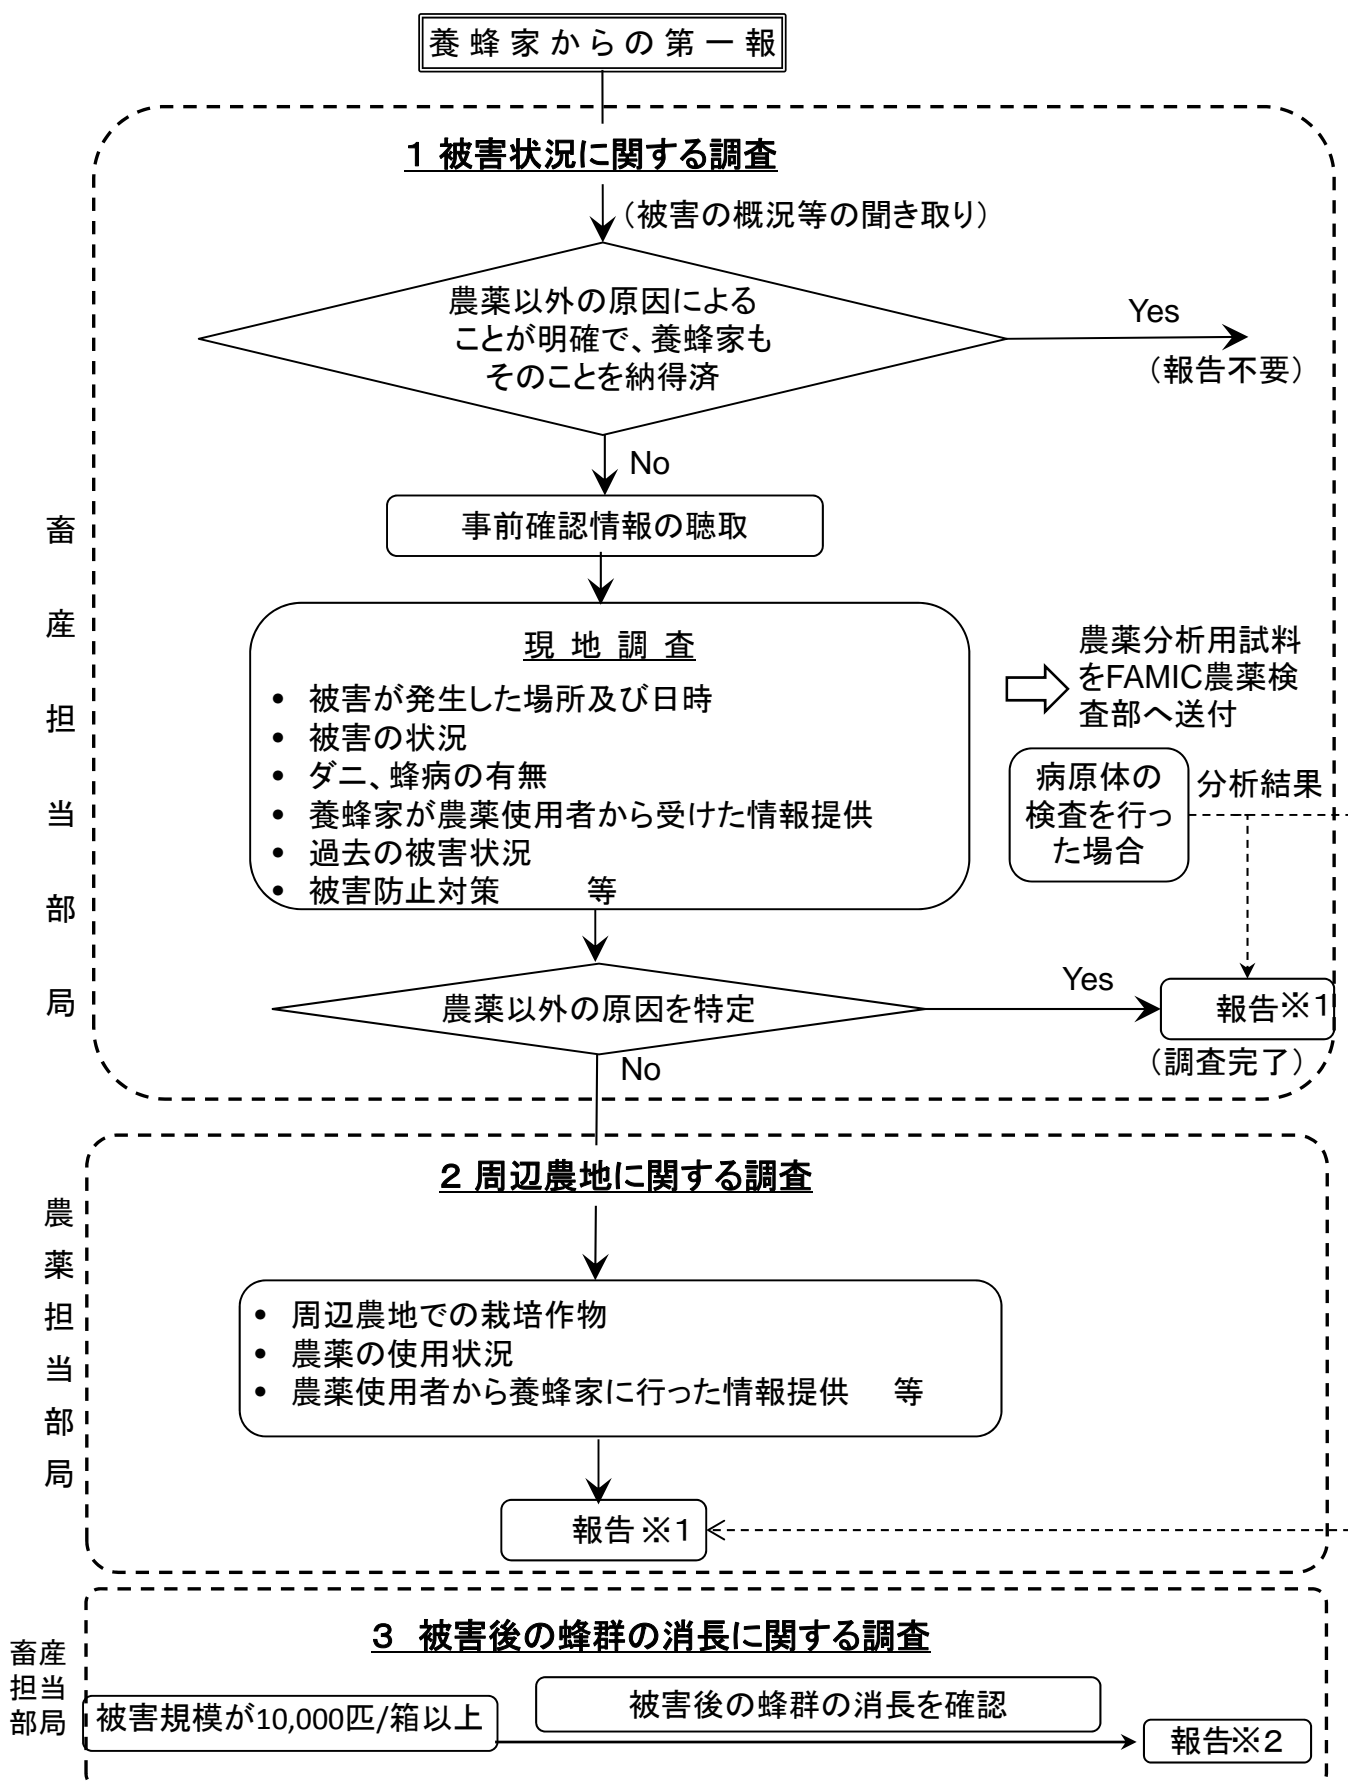 養蜂家からの第一報
1 被害状況に関する調査
(被害の概況等の聞き取り)
農薬以外の原因による
ことが明確で、養蜂家も
そのことを納得済
Yes
(報告不要)
No
事前確認情報の聴取
畜産担当部局
現地調査
• 被害が発生した場所及び日時
• 被害の状況
• ダニ、蜂病の有無
• 養蜂家が農薬使用者から受けた情報提供
• 過去の被害状況
• 被害防止対策 等
農薬分析用試料
をFAMIC農薬検
査部へ送付
病原体の
検査を行っ
た場合
分析結果
農薬以外の原因を特定
Yes
報告※1
(調査完了)
No
農薬担当部局
2 周辺農地に関する調査
• 周辺農地での栽培作物
• 農薬の使用状況
• 農薬使用者から養蜂家に行った情報提供 等
報告※1
畜産
担当
部局
3 被害後の蜂群の消長に関する調査
被害規模が10,000匹/箱以上
被害後の蜂群の消長を確認
報告※2